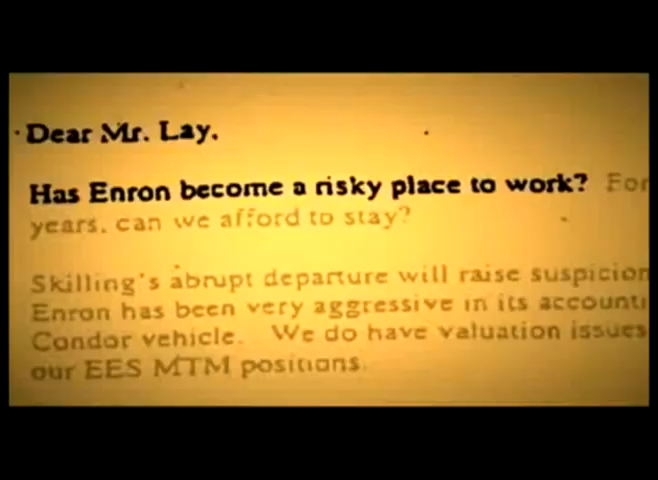 Dear Mr. Lay,
Has Enron become a risky place to work? For
years, can we afford to stay?
Skilling's abrupt departure will raise suspicion
Enron has been very aggressive in its accounti
Condor vehicle. We do have valuation issues
our EES MTM positions.